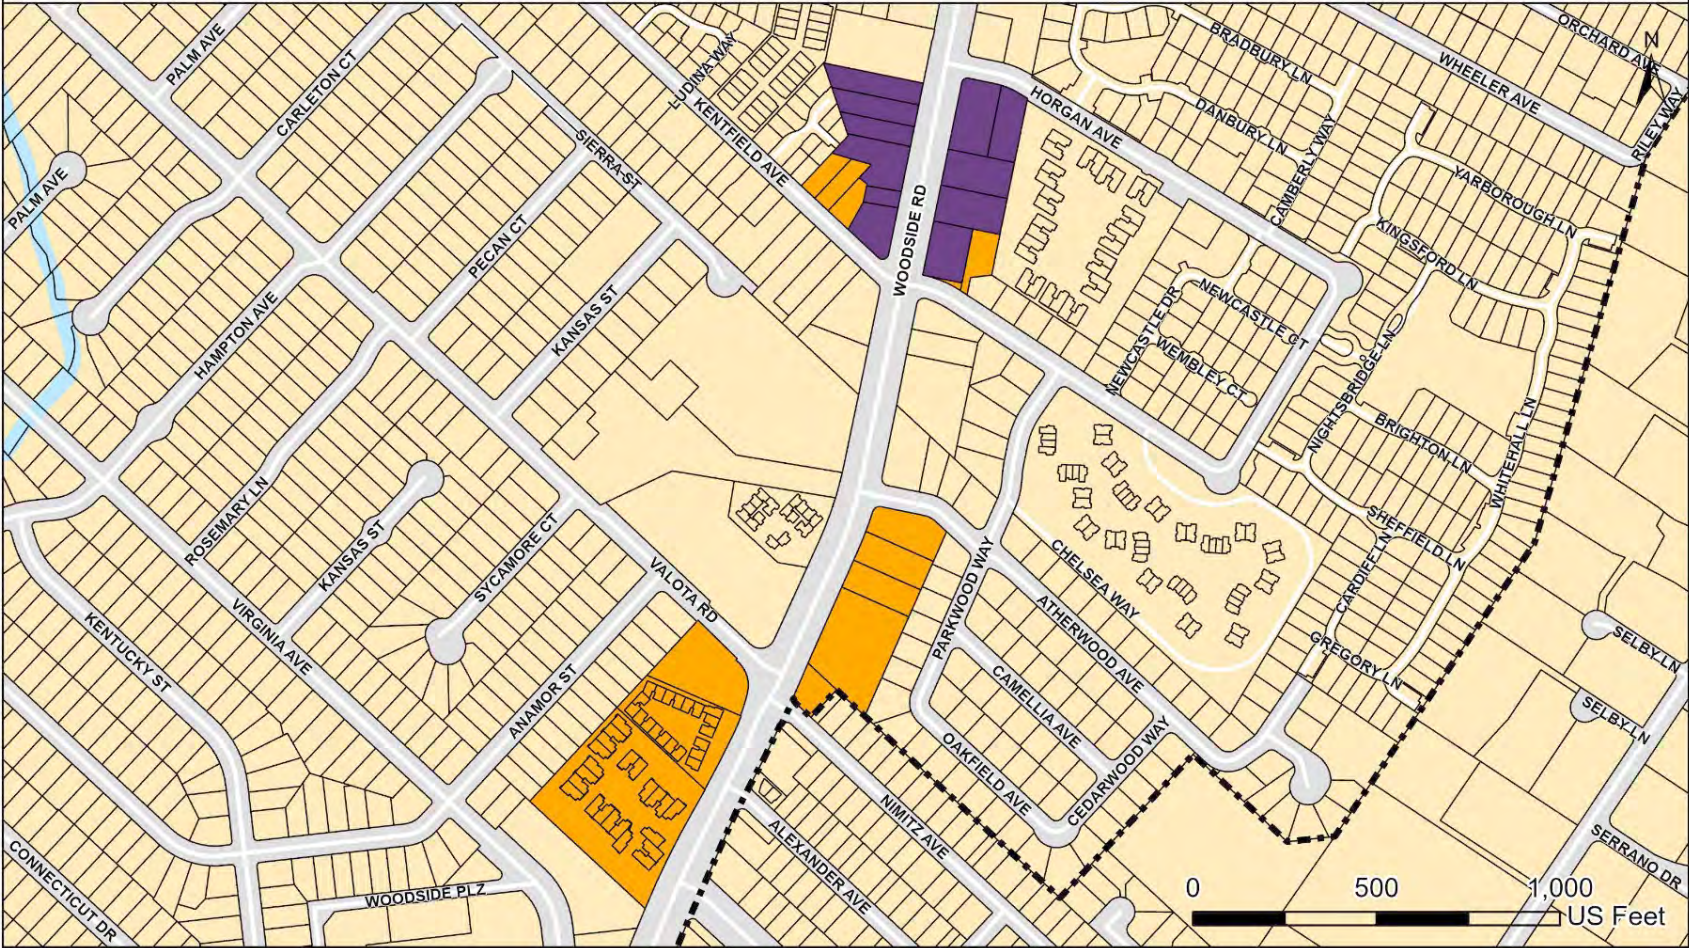 ORCHARD AVE
PALM AVE
BRADBURY LN
N
CARLETON CT
LUDINA WAY
WHEELER AVE
KENTFIELD AVE
HORGAN AVE
DANBURY LN
RILEY WAY
SIERRA ST
CAMBERLY WAY
PALM AVE
YARBOROUGH LN
WOODSIDE RD
PECAN CT
KINGSFORD LN
HAMPTON AVE
KANSAS ST
NEWCASTLE DR
NEWCASTLE CT
WEMBLEY CT
NIGHTSBRIDGE LN
BRIGHTON LN
WHITEHALL LN
ROSEMARY LN
SHEFFIELD LN
KANSAS ST
SYCAMORE CT
VALOTA RD
PARKWOOD WAY
CHELSEA WAY
CARDIFF LN
ATHERWOOD AVE
KENTUCKY ST
VIRGINIA AVE
GREGORY LN
SELBY LN
ANAMOR ST
CAMELLIA AVE
SELBY LN
OAKFIELD AVE
CEDARWOOD WAY
NIMITZ AVE
ALEXANDER AVE
SERRANO DR
CONNECTICUT DR
WOODSIDE PLZ
0 500 1,000
US Feet